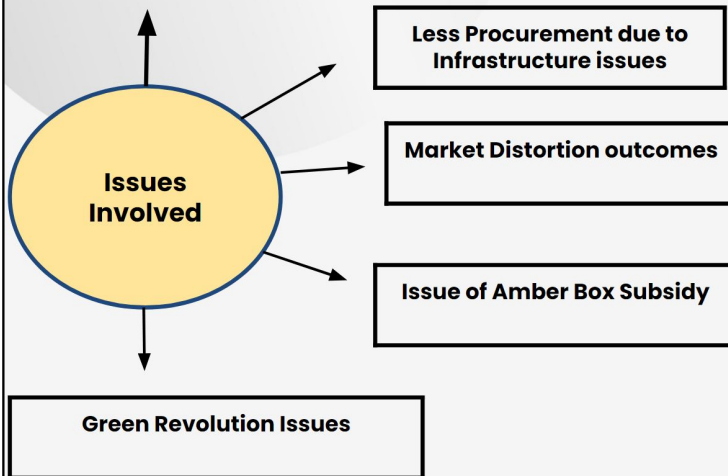 Less Procurement due to
Infrastructure issues
Market Distortion outcomes
Issues
Involved
Issue of Amber Box Subsidy
Green Revolution Issues